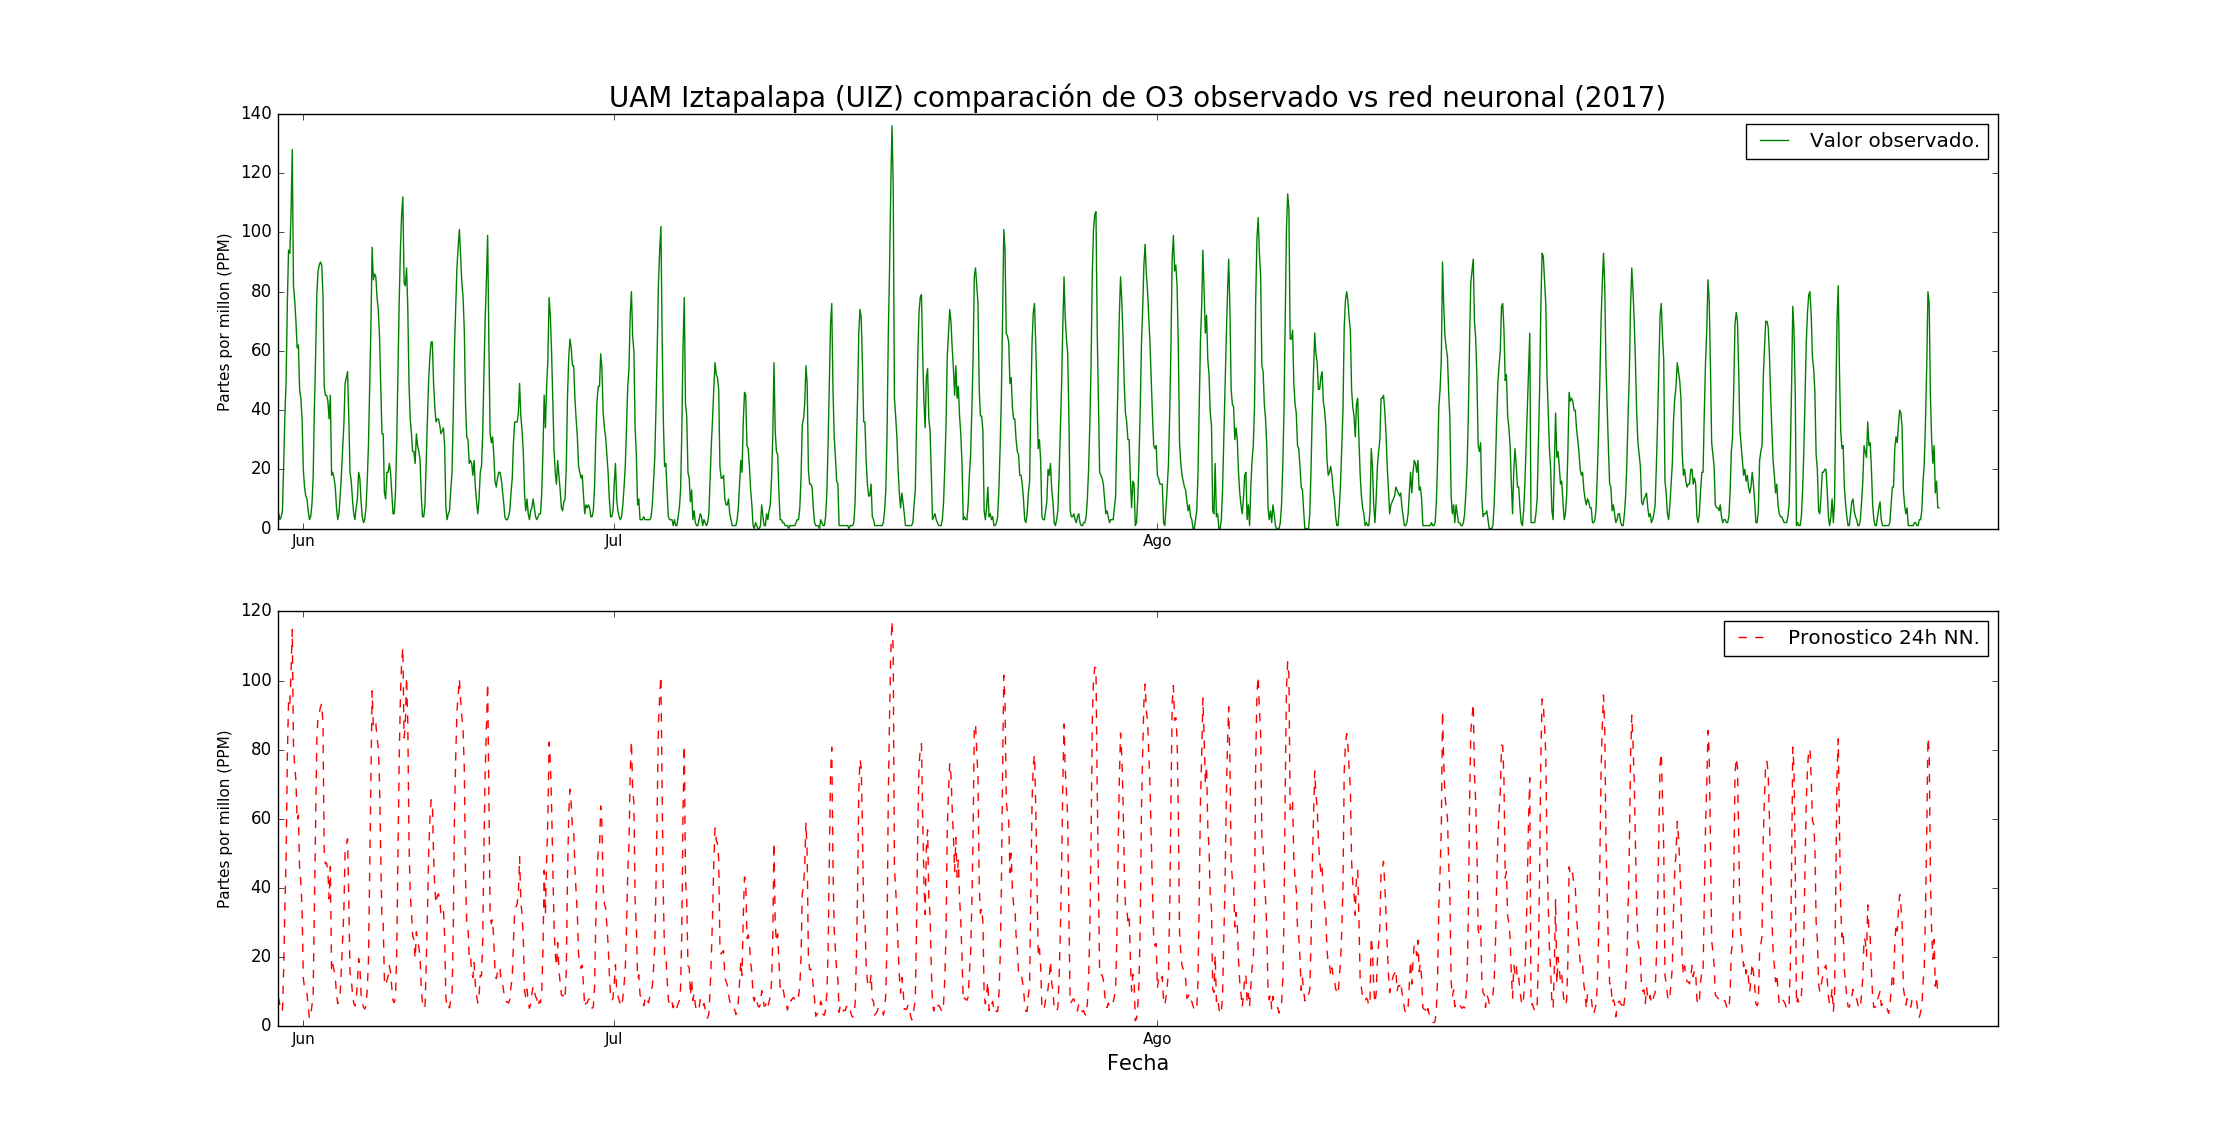 UAM Iztapalapa (UIZ) comparación de O3 observado vs red neuronal (2017)
140
120
100
80
60
40
20
0
Partes por millon (PPM)
Valor observado.
Jun Jul Ago
120
100
80
60
40
20
0
Partes por millon (PPM)
Pronostico 24h NN.
Jun Jul Ago
Fecha